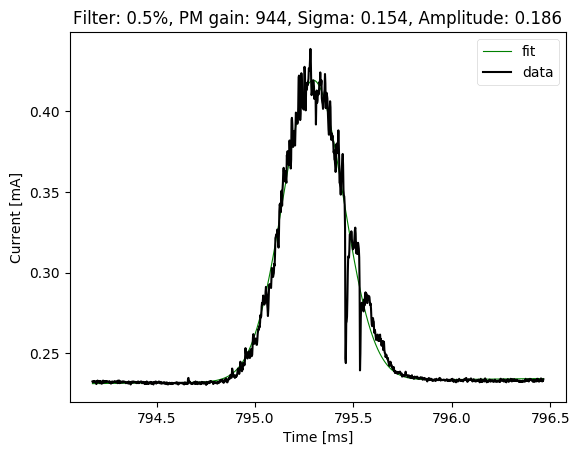 Filter: 0.5%, PM gain: 944, Sigma: 0.154, Amplitude: 0.186
fit
data
0.40
0.35
0.30
0.25
Current [mA]
794.5
795.0
795.5
796.0
796.5
Time [ms]